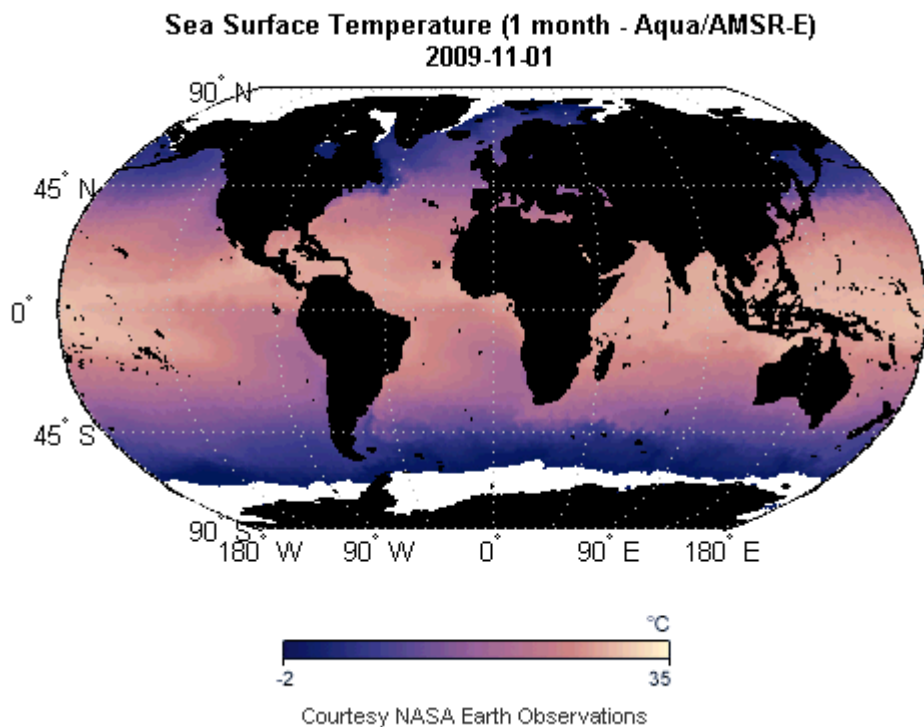 Sea Surface Temperature (1 month - Aqua/AMSR-E)
2009-11-01
90° N
45° N
0°
45° S
90° S
180° W 90° W 0° 90° E 180° E
°C
-2 35
Courtesy NASA Earth Observations